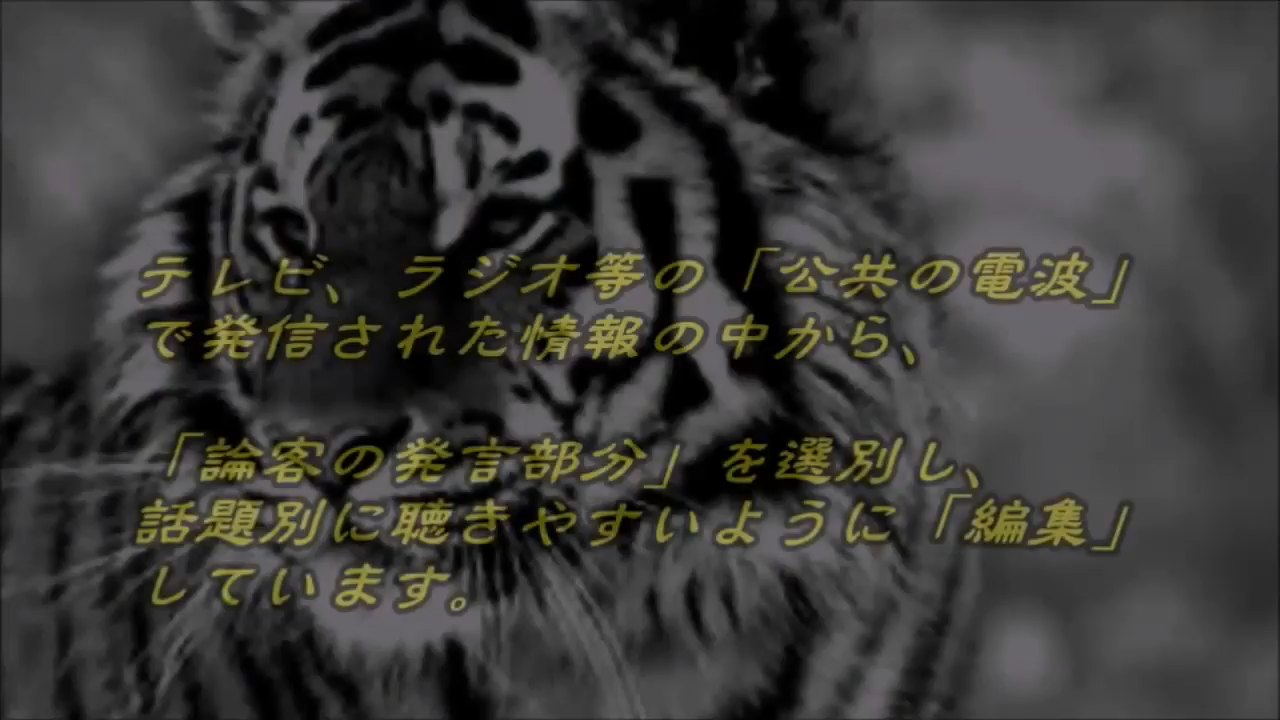 テレビ、ラジオ等の「公共の電波」
で発信された情報の中から、
「論客の発言部分」を選別し、
話題別に聴きやすいように「編集」
しています。